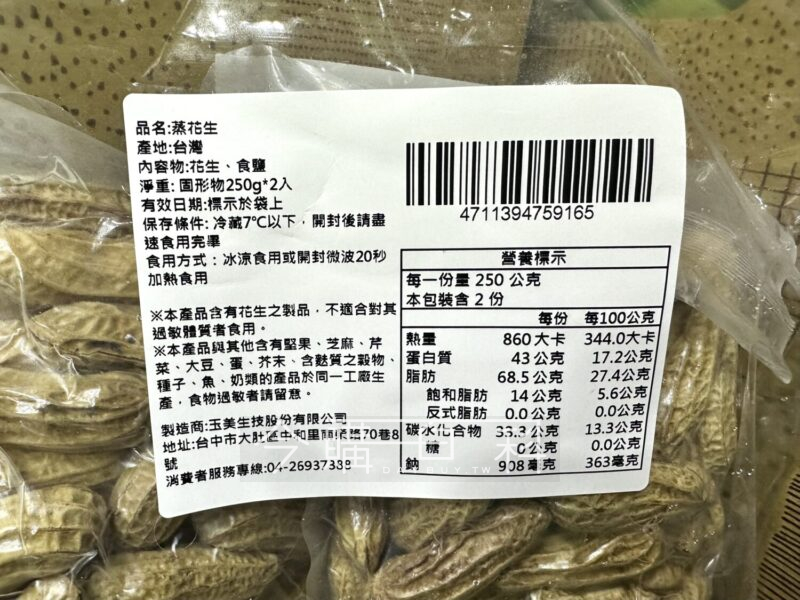 品名:蒸花生
產地:台灣
內容物:花生、食鹽
淨重: 固形物250g*2入
有效日期:標示於袋上
保存條件: 冷藏7℃以下，開封後請盡
速食用完畢
食用方式：冰涼食用或開封微波20秒
加熱食用
※本產品含有花生之製品，不適合對其
過敏體質者食用。
※本產品與其他含有堅果、芝麻、芹
菜、大豆、蛋、芥末、含麩質之穀物、
種子、魚、奶類的產品於同一工廠生
產，食物過敏者請留意。
製造商:玉美生技股份有限公司
地址:台中市大肚區中和里面前厝70巷8
號
消費者服務專線:04-26937338
4711394759165
營養標示
每一份量 250 公克
本包裝含 2 份
每份 每100公克
熱量 860 大卡 344.0大卡
蛋白質 43 公克 17.2公克
脂肪 68.5 公克 27.4公克
飽和脂肪 14 公克 5.6公克
反式脂肪 0.0 公克 0.0公克
碳水化合物 33.3 公克 13.3公克
糖 0 公克 0.0公克
鈉 908 毫克 363毫克